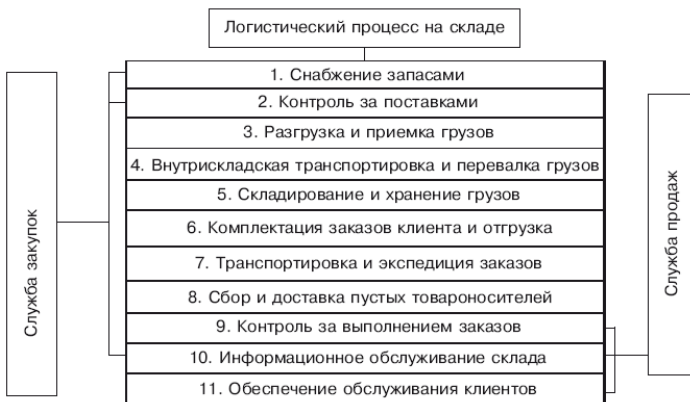 Логистический процесс на складе
Служба закупок
1. Снабжение запасами
2. Контроль за поставками
3. Разгрузка и приемка грузов
4. Внутрискладская транспортировка и перевалка грузов
5. Складирование и хранение грузов
6. Комплектация заказов клиента и отгрузка
7. Транспортировка и экспедиция заказов
8. Сбор и доставка пустых товароносителей
9. Контроль за выполнением заказов
10. Информационное обслуживание склада
11. Обеспечение обслуживания клиентов
Служба продаж